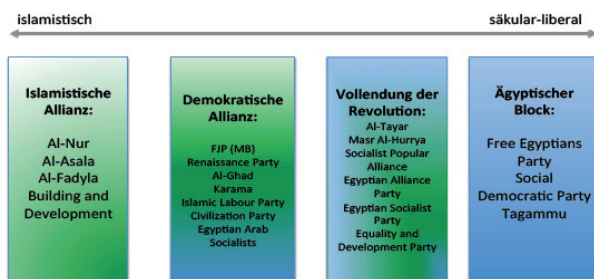 islamistisch
säkular-liberal
Islamistische
Allianz:
Al-Nur
Al-Asala
Al-Fadyla
Building and
Development
Demokratische
Allianz:
FJP (MB)
Renaissance Party
Al-Ghad
Karama
Islamic Labour Party
Civilization Party
Egyptian Arab
Socialists
Vollendung der
Revolution:
Al-Tayar
Masr Al-Hurrya
Socialist Popular
Alliance
Egyptian Alliance
Party
Egyptian Socialist
Party
Equality and
Development Party
Ägyptischer
Block:
Free Egyptians
Party
Social
Democratic Party
Tagammu